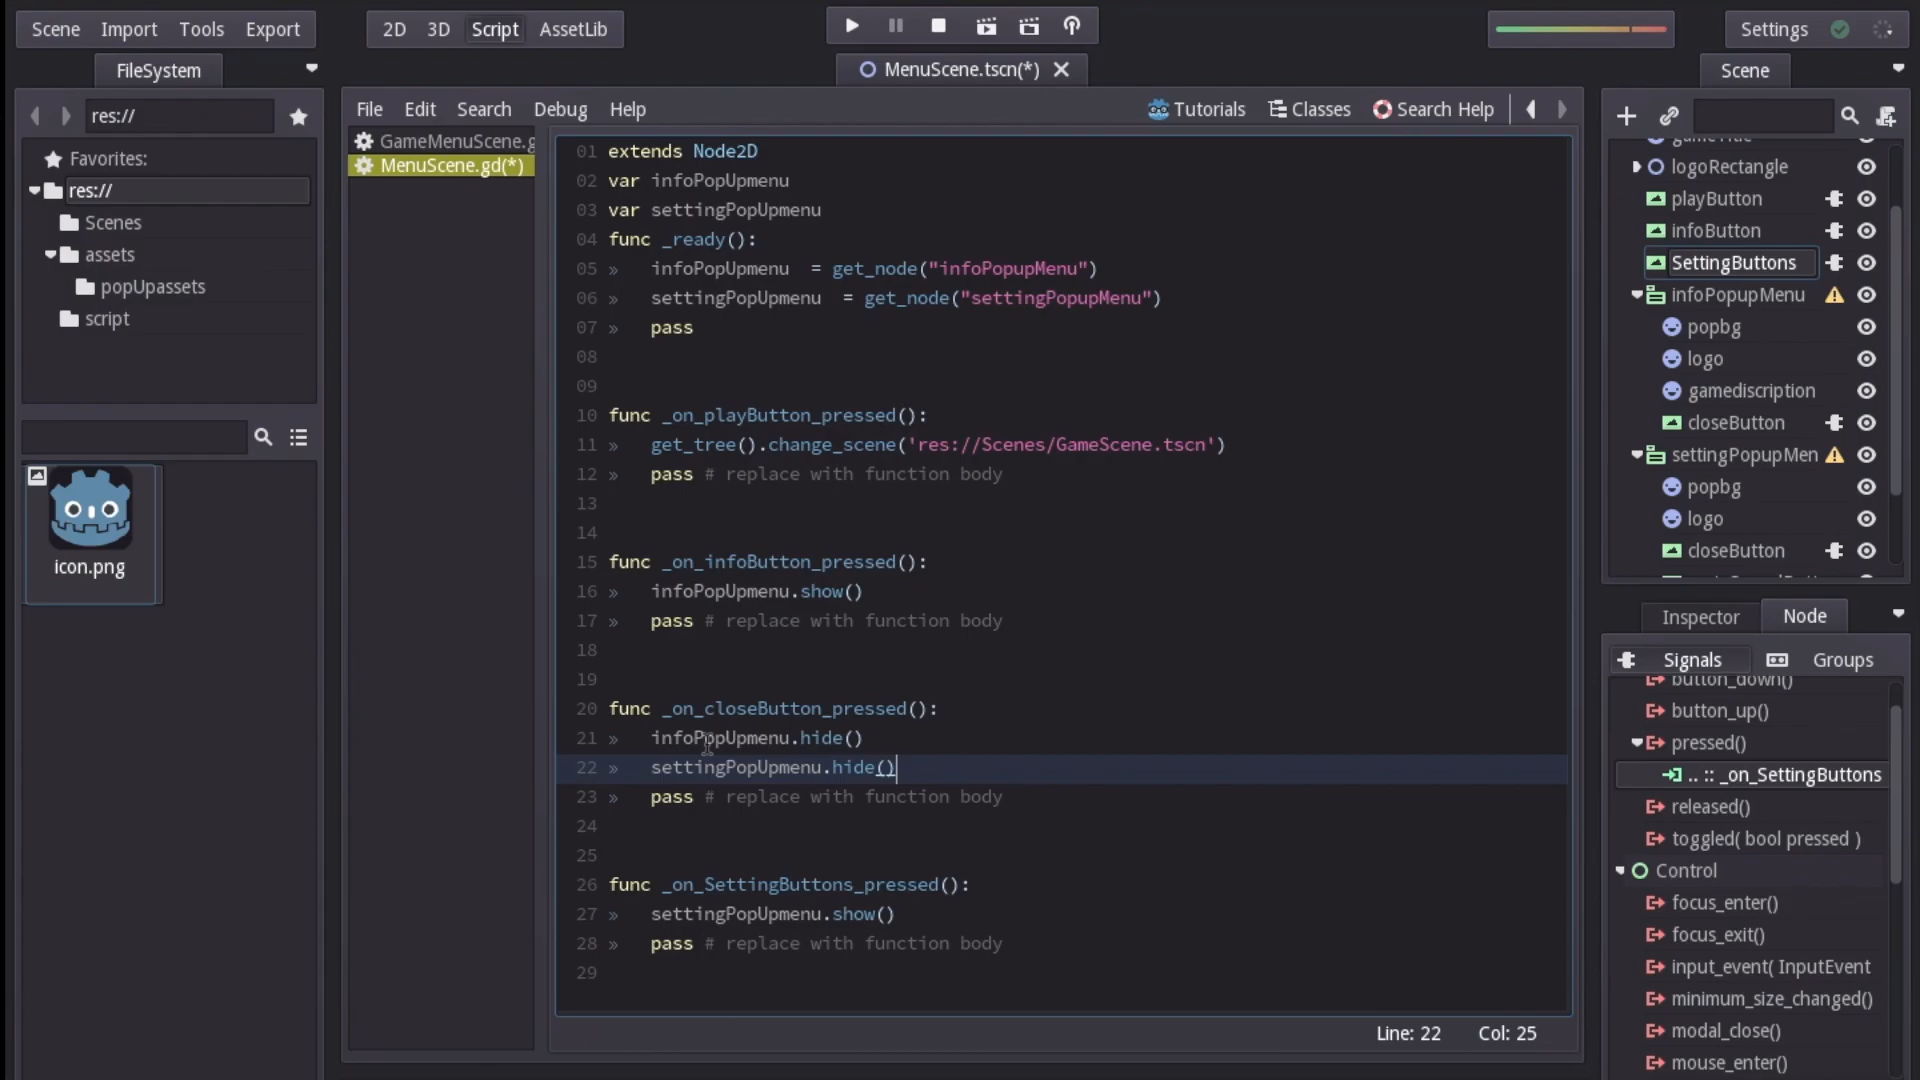 Scene Import Tools Export 2D 3D Script AssetLib Settings
FileSystem MenuScene.tscn(*) Scene
res:// File Edit Search Debug Help Tutorials Classes Search Help
Favorites:
res://
Scenes
assets
popUpassets
script
icon.png
GameMenuScene.g
MenuScene.gd(*)
01 extends Node2D
02 var infoPopUpmenu
03 var settingPopUpmenu
04 func _ready():
05 » infoPopUpmenu  = get_node("infoPopupMenu")
06 » settingPopUpmenu  = get_node("settingPopupMenu")
07 » pass
08
09
10 func _on_playButton_pressed():
11 » get_tree().change_scene('res://Scenes/GameScene.tscn')
12 » pass # replace with function body
13
14
15 func _on_infoButton_pressed():
16 » infoPopUpmenu.show()
17 » pass # replace with function body
18
19
20 func _on_closeButton_pressed():
21 » infoPopUpmenu.hide()
22 » settingPopUpmenu.hide()
23 » pass # replace with function body
24
25
26 func _on_SettingButtons_pressed():
27 » settingPopUpmenu.show()
28 » pass # replace with function body
29
Line: 22 Col: 25
gameTitle
logoRectangle
playButton
infoButton
SettingButtons
infoPopupMenu
popbg
logo
gamediscription
closeButton
settingPopupMen
popbg
logo
closeButton
Inspector Node
Signals Groups
button_down()
button_up()
pressed()
.. :: _on_SettingButtons
released()
toggled( bool pressed )
Control
focus_enter()
focus_exit()
input_event( InputEvent
minimum_size_changed()
modal_close()
mouse_enter()